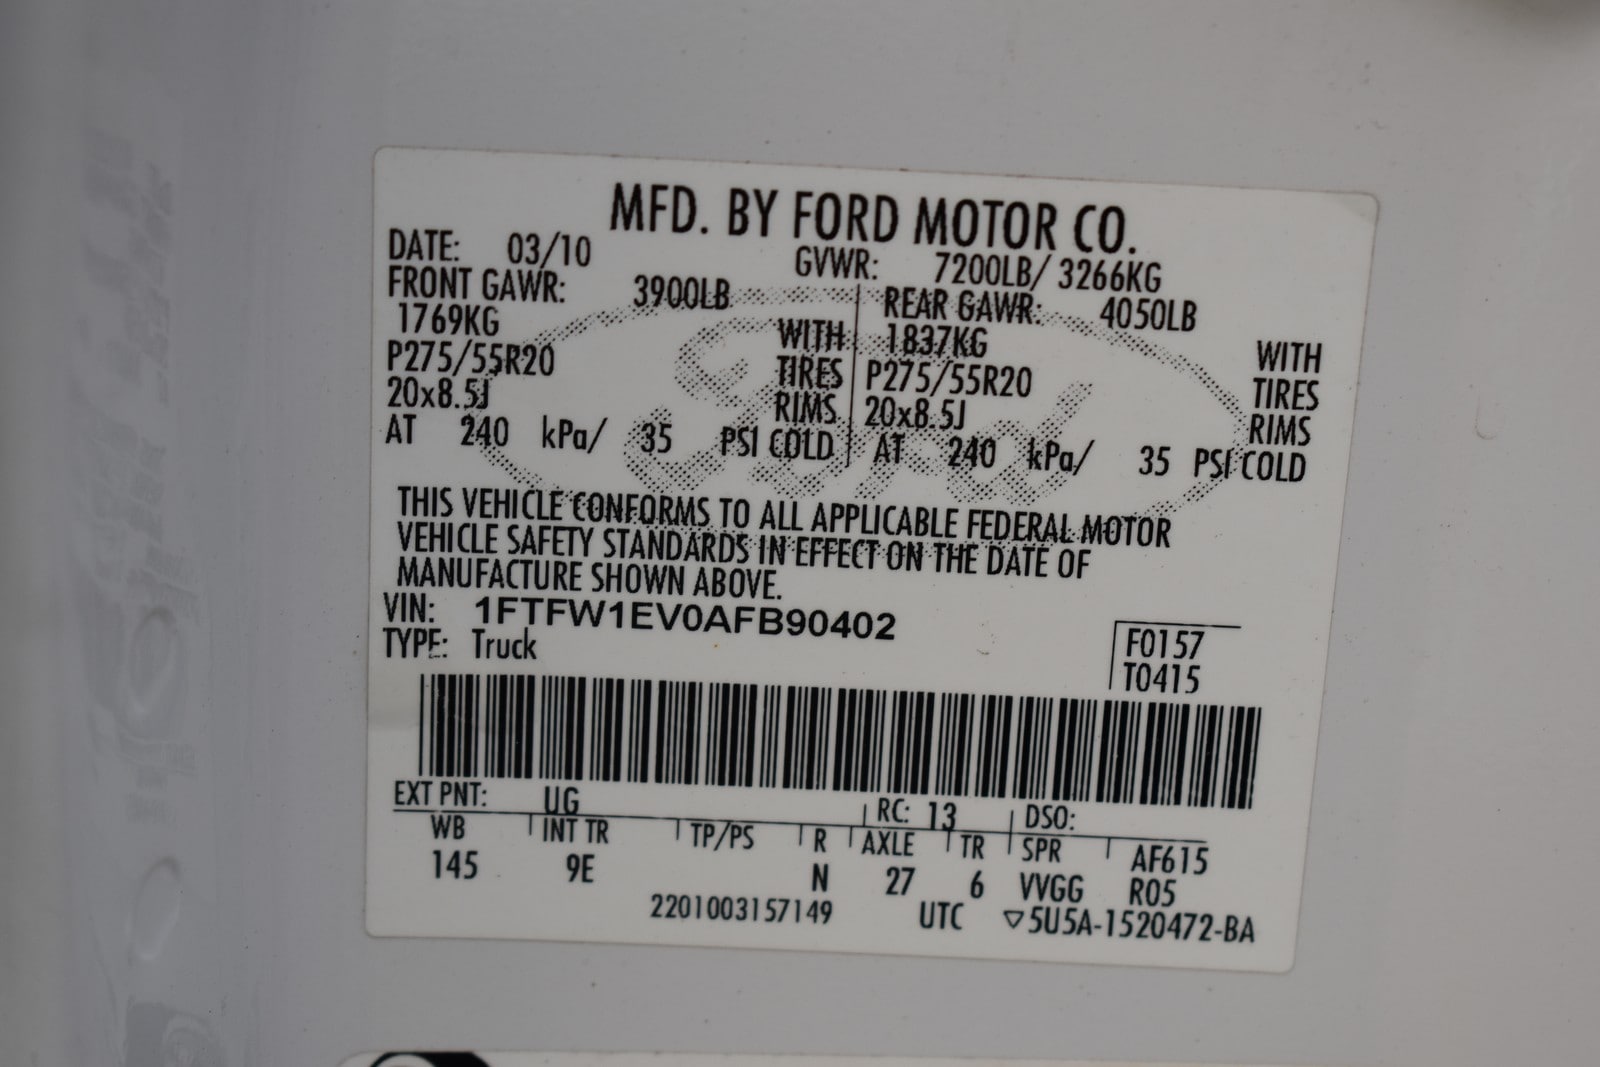 MFD. BY FORD MOTOR CO.
DATE: 03/10 GVWR: 7200LB/ 3266KG
FRONT GAWR: 3900LB REAR GAWR: 4050LB
1769KG WITH 1837KG WITH
P275/55R20 TIRES P275/55R20 TIRES
20x8.5J RIMS 20x8.5J RIMS
AT 240 kPa/ 35 PSI COLD AT 240 kPa/ 35 PSI COLD
Ford
THIS VEHICLE CONFORMS TO ALL APPLICABLE FEDERAL MOTOR
VEHICLE SAFETY STANDARDS IN EFFECT ON THE DATE OF
MANUFACTURE SHOWN ABOVE.
VIN: 1FTFW1EV0AFB90402
TYPE: Truck
F0157
T0415
EXT PNT: UG RC: 13 DSO:
WB INT TR TP/PS R AXLE TR SPR AF615
145 9E N 27 6 VVGG R05
2201003157149 UTC ▽5U5A-1520472-BA